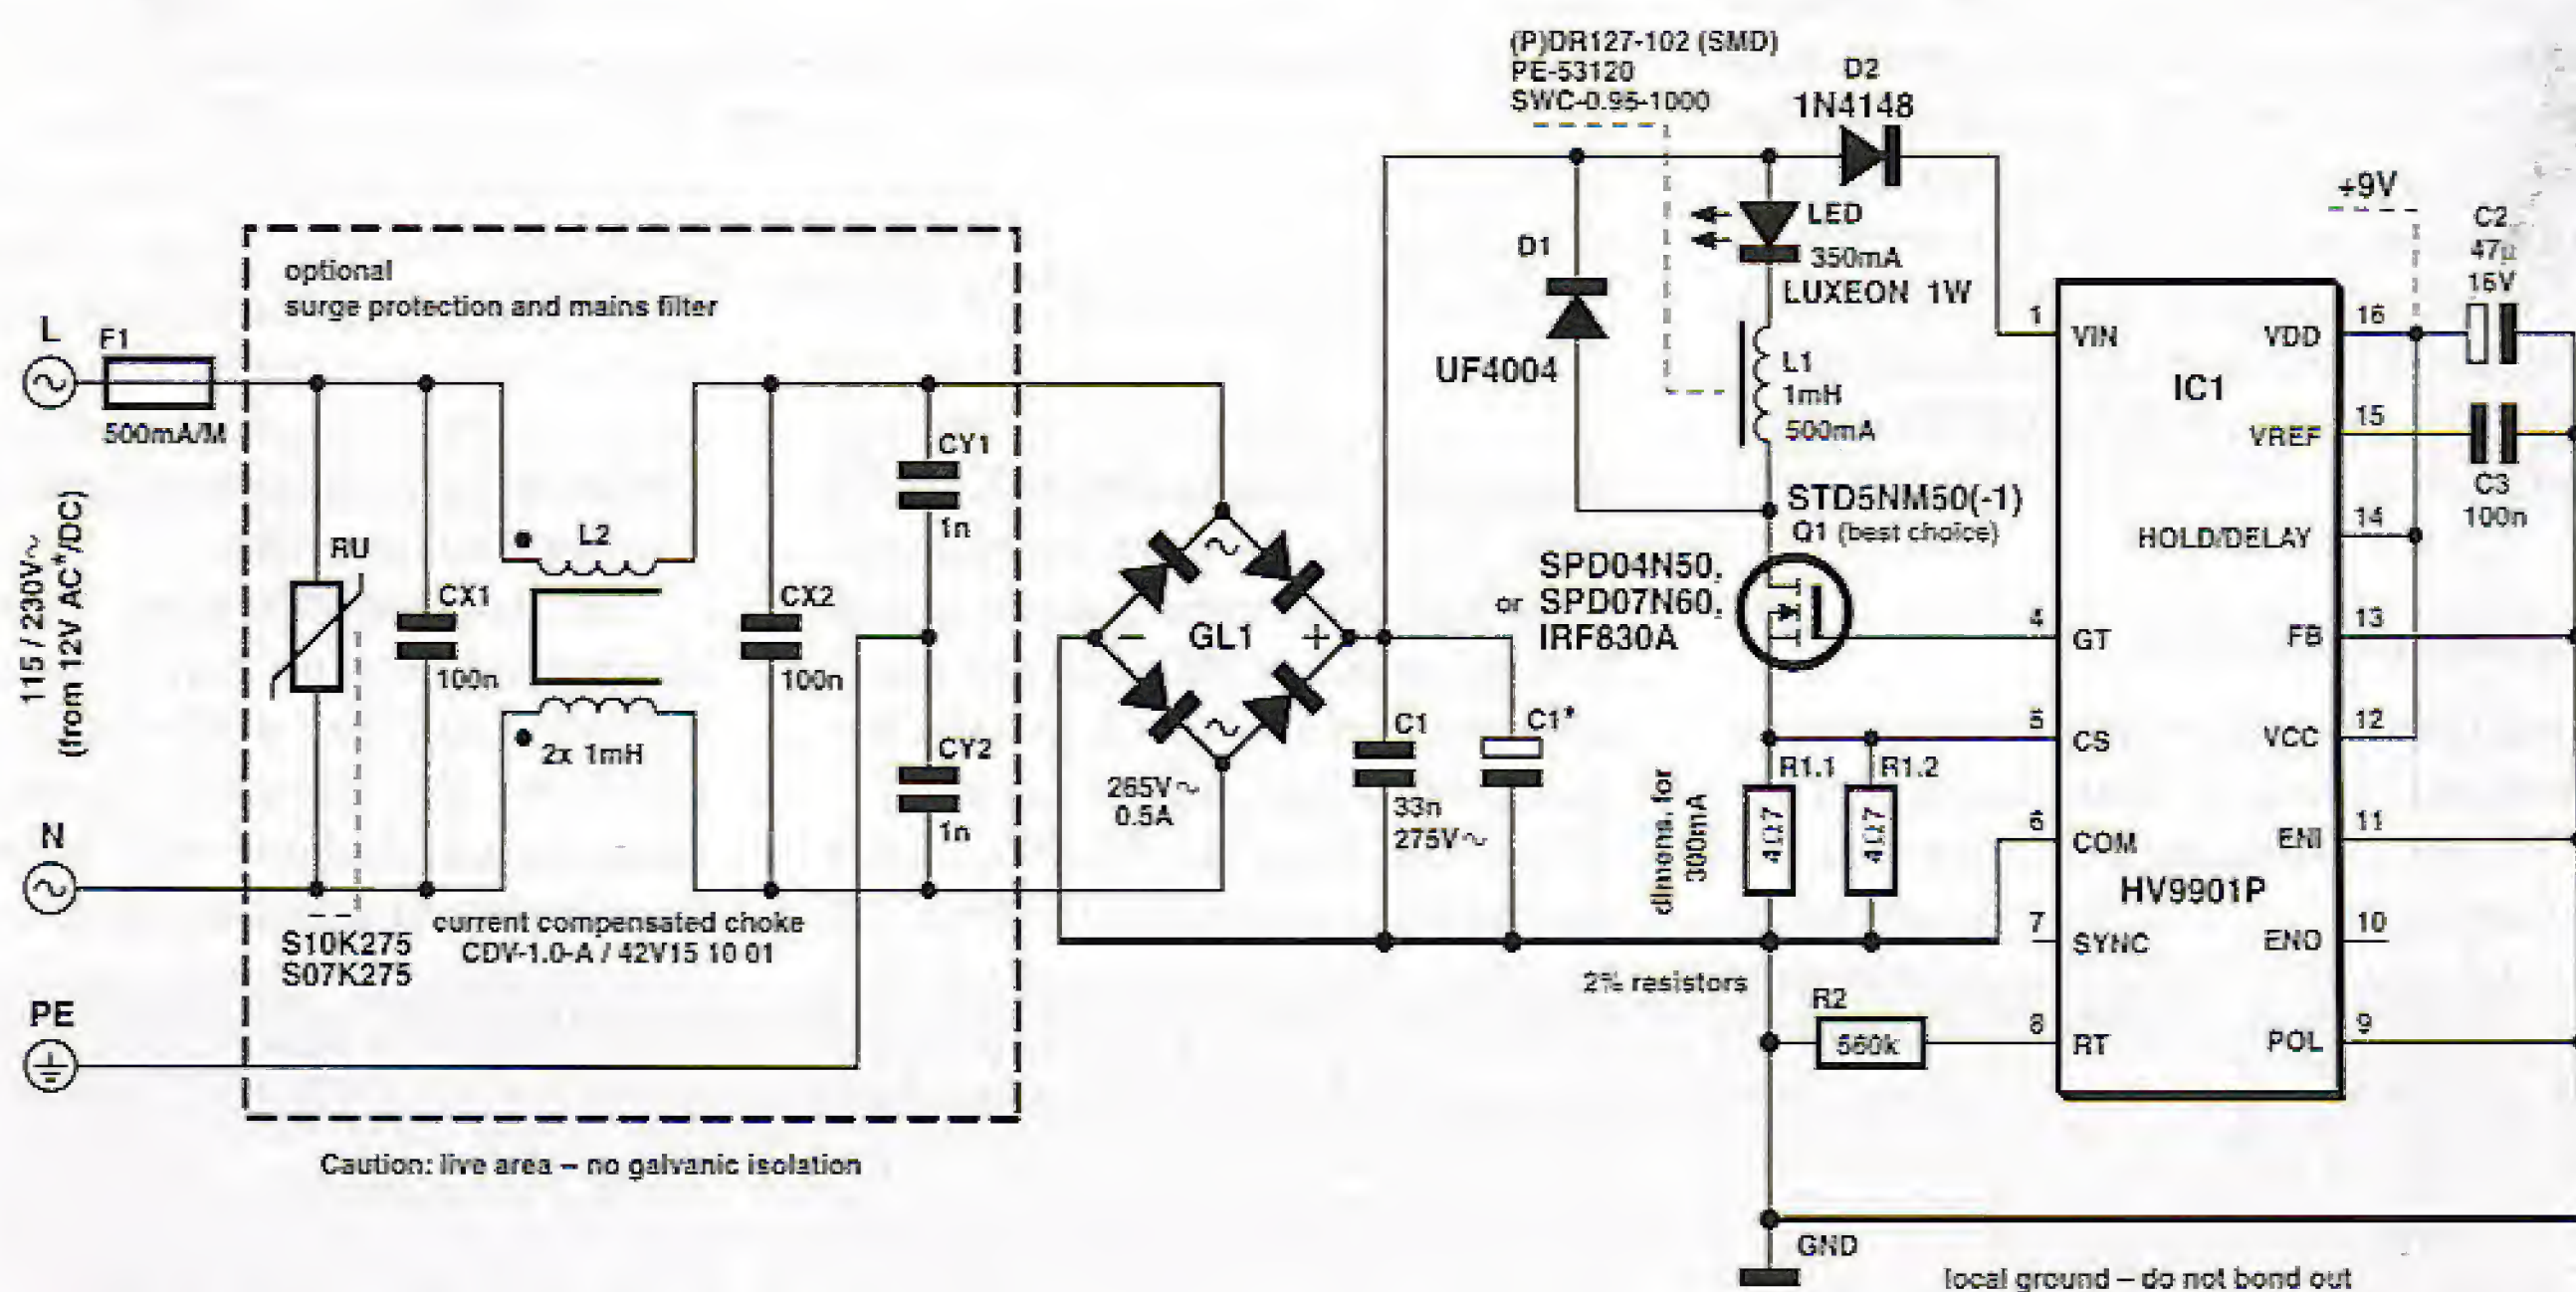 (P)DR127-102 (SMD)
PE-53120
SWC-0.95-1000
D2
1N4148
+9V
C2
47µ
16V
optional
surge protection and mains filter
L
F1
500mA/M
115 / 230V~
(from 12V AC*/DC)
RU
CX1
100n
L2
2x 1mH
CX2
100n
CY1
1n
CY2
1n
N
S10K275
S07K275
current compensated choke
CDV-1.0-A / 42V15 10 01
PE
Caution: live area – no galvanic isolation
~
–
GL1
+
~
265V~
0.5A
D1
UF4004
LED
350mA
LUXEON 1W
L1
1mH
500mA
STD5NM50(-1)
Q1 (best choice)
SPD04N50,
or SPD07N60,
IRF830A
C1
33n
275V~
C1*
dimens. for
300mA
R1.1
4Ω7
R1.2
4Ω7
2% resistors
R2
560k
IC1
HV9901P
1 VIN
4 GT
5 CS
6 COM
7 SYNC
8 RT
VDD 16
VREF 15
HOLD/DELAY 14
FB 13
VCC 12
ENI 11
ENO 10
POL 9
C3
100n
GND
local ground – do not bond out